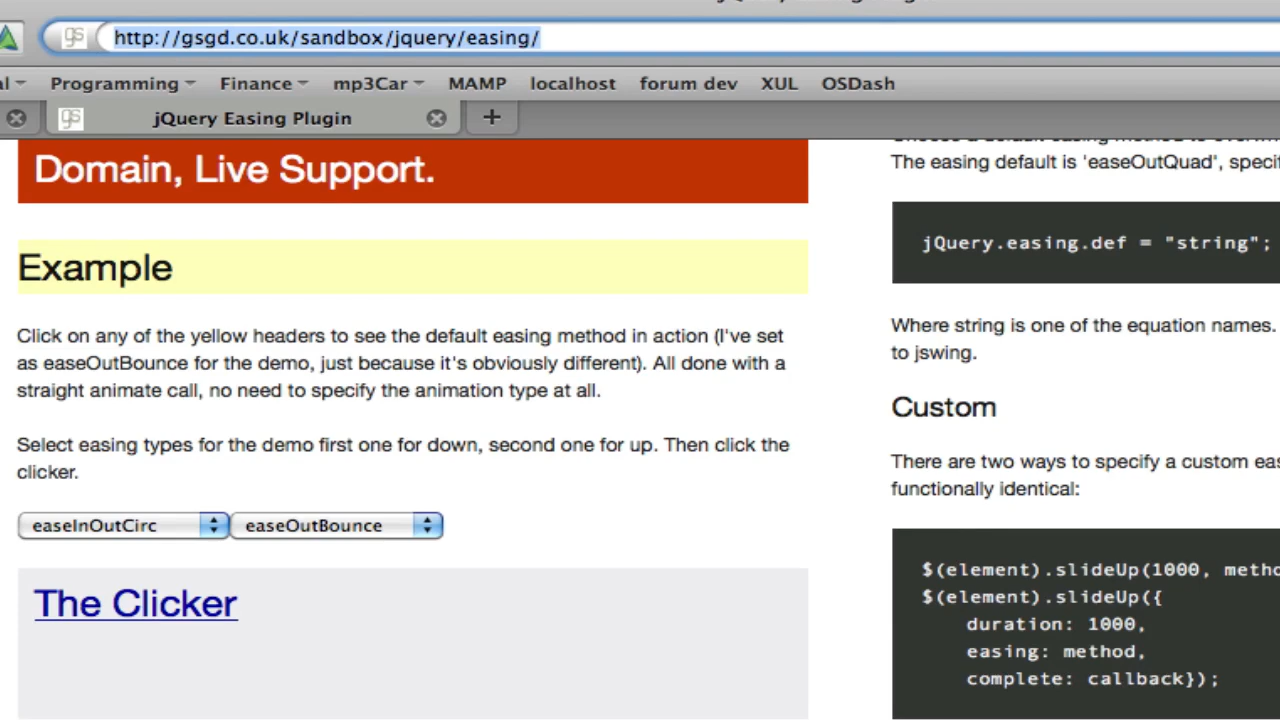 http://gsgd.co.uk/sandbox/jquery/easing/
Programming Finance mp3Car MAMP localhost forum dev XUL OSDash
jQuery Easing Plugin
Domain, Live Support.
Example
Click on any of the yellow headers to see the default easing method in action (I've set
as easeOutBounce for the demo, just because it's obviously different). All done with a
straight animate call, no need to specify the animation type at all.
Select easing types for the demo first one for down, second one for up. Then click the
clicker.
easeInOutCirc easeOutBounce
The Clicker
The easing default is 'easeOutQuad', specif
jQuery.easing.def = "string";
Where string is one of the equation names.
to jswing.
Custom
There are two ways to specify a custom eas
functionally identical:
$(element).slideUp(1000, metho
$(element).slideUp({
duration: 1000,
easing: method,
complete: callback});